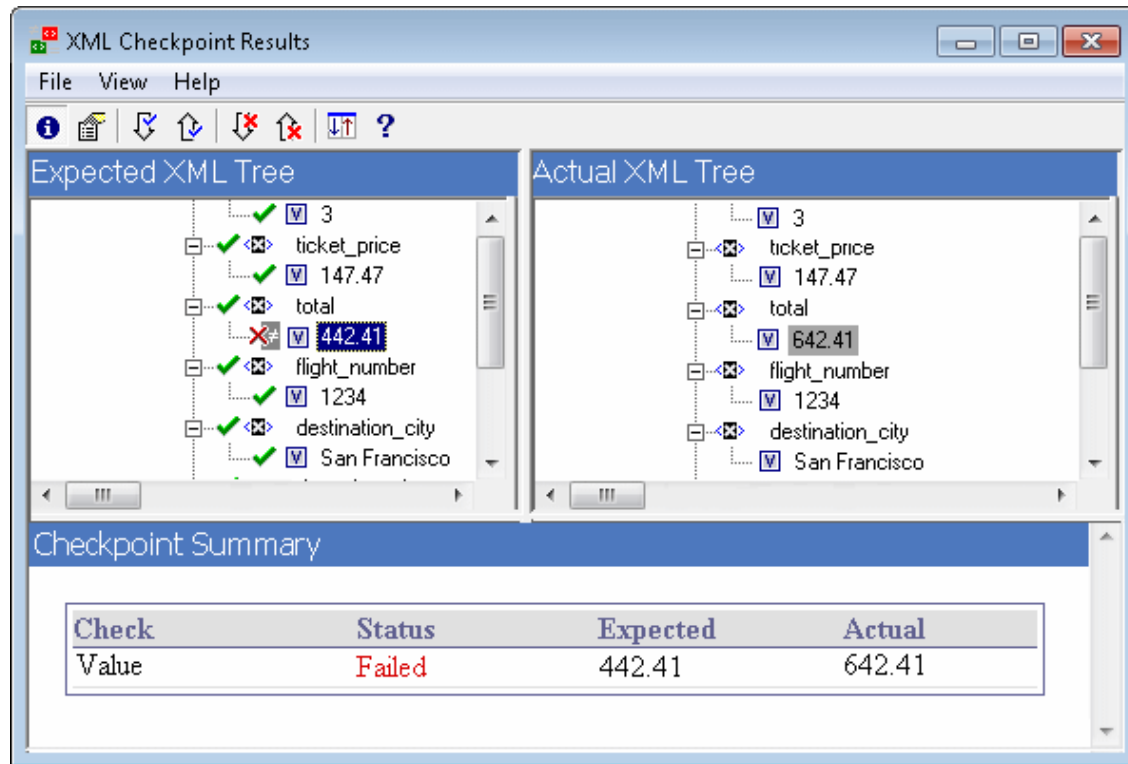 XML Checkpoint Results
File View Help
Expected XML Tree
3
ticket_price
147.47
total
442.41
flight_number
1234
destination_city
San Francisco
Actual XML Tree
3
ticket_price
147.47
total
642.41
flight_number
1234
destination_city
San Francisco
Checkpoint Summary
Check Status Expected Actual
Value Failed 442.41 642.41